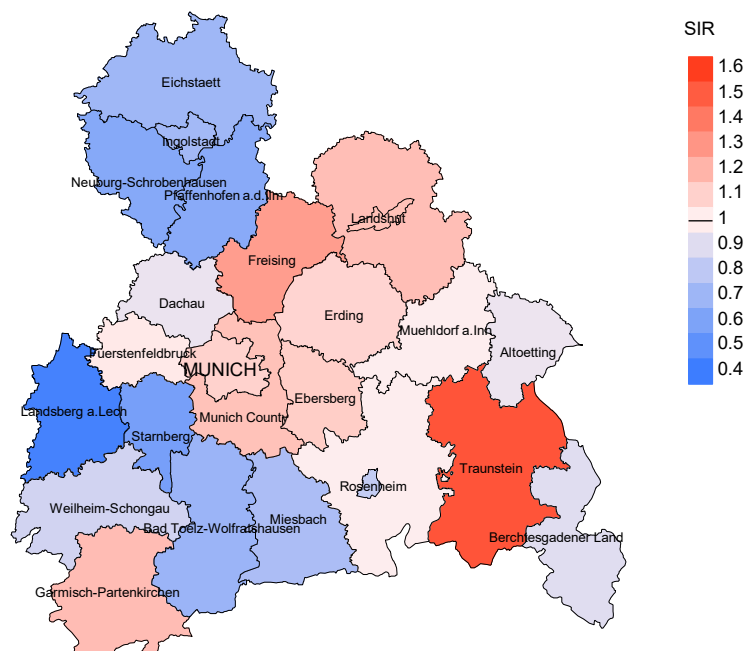 SIR
1.6
1.5
1.4
1.3
1.2
1.1
1
0.9
0.8
0.7
0.6
0.5
0.4
Eichstaett
Ingolstadt
Neuburg-Schrobenhausen
Pfaffenhofen a.d.Ilm
Landshut
Freising
Dachau
Erding
Muehldorf a.Inn
Fuerstenfeldbruck
Altoetting
MUNICH
Ebersberg
Landsberg a.Lech
Munich County
Starnberg
Traunstein
Rosenheim
Weilheim-Schongau
Miesbach
Bad Toelz-Wolfratshausen
Berchtesgadener Land
Garmisch-Partenkirchen